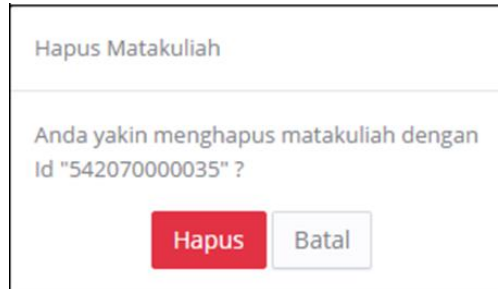 Hapus Matakuliah
Anda yakin menghapus matakuliah dengan
Id "542070000035" ?
Hapus
Batal